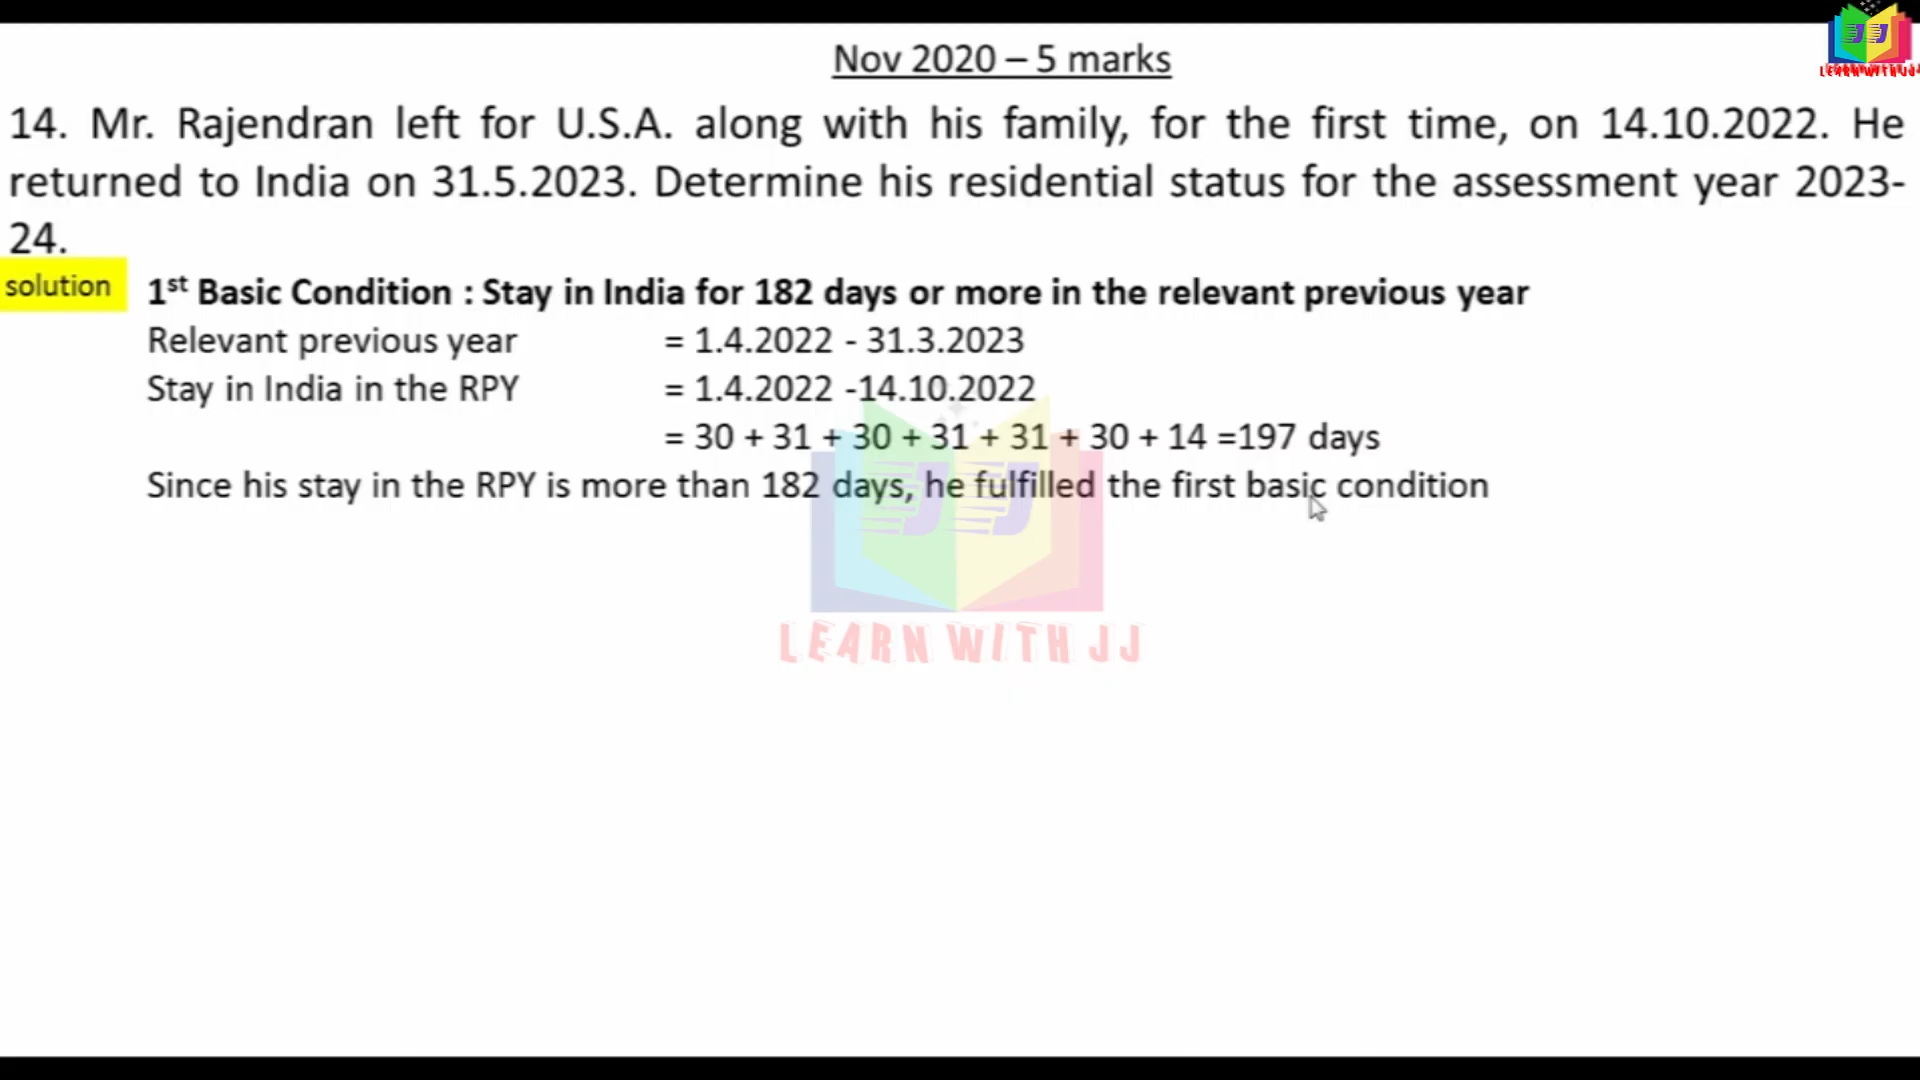 LEARN WITH JJ
Nov 2020 – 5 marks
14. Mr. Rajendran left for U.S.A. along with his family, for the first time, on 14.10.2022. He
returned to India on 31.5.2023. Determine his residential status for the assessment year 2023-
24.
solution
1st Basic Condition : Stay in India for 182 days or more in the relevant previous year
Relevant previous year = 1.4.2022 - 31.3.2023
Stay in India in the RPY = 1.4.2022 -14.10.2022
= 30 + 31 + 30 + 31 + 31 + 30 + 14 =197 days
Since his stay in the RPY is more than 182 days, he fulfilled the first basic condition
JJ
LEARN WITH JJ